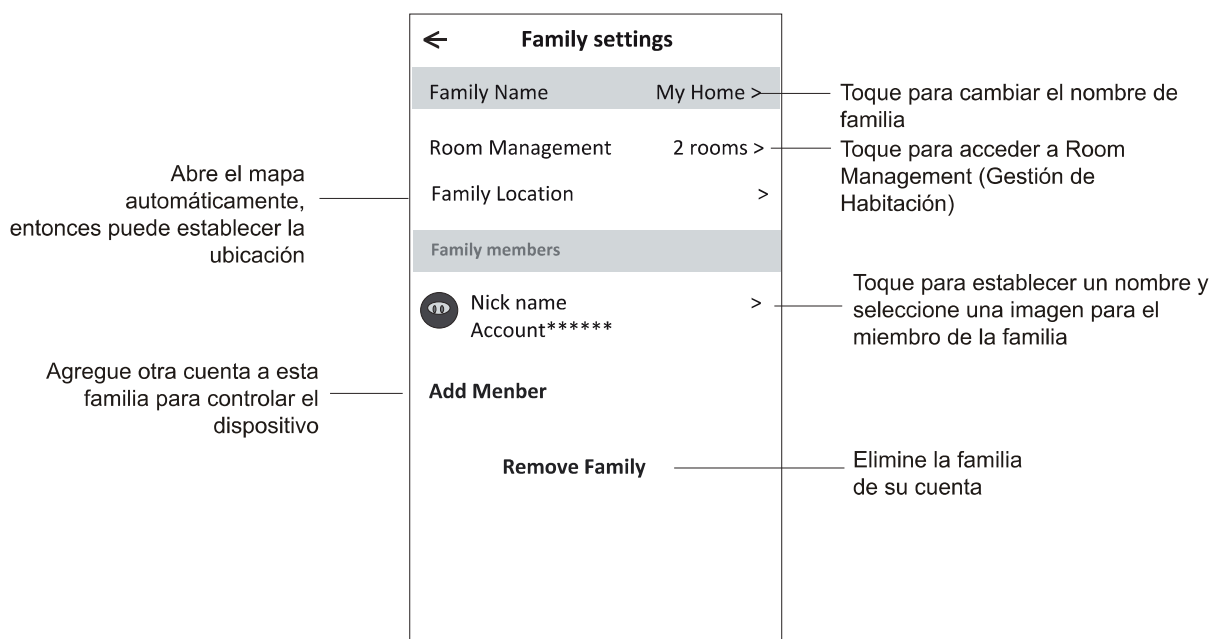 ← Family settings
Family Name My Home >
Toque para cambiar el nombre de
familia
Room Management 2 rooms >
Toque para acceder a Room
Management (Gestión de
Habitación)
Abre el mapa
automáticamente,
entonces puede establecer la
ubicación
Family Location >
Family members
Nick name >
Account******
Toque para establecer un nombre y
seleccione una imagen para el
miembro de la familia
Agregue otra cuenta a esta
familia para controlar el
dispositivo
Add Menber
Remove Family
Elimine la familia
de su cuenta